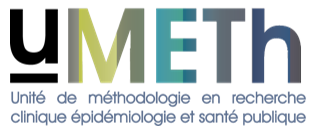 uMETh
Unité de méthodologie en recherche
clinique épidémiologie et santé publique